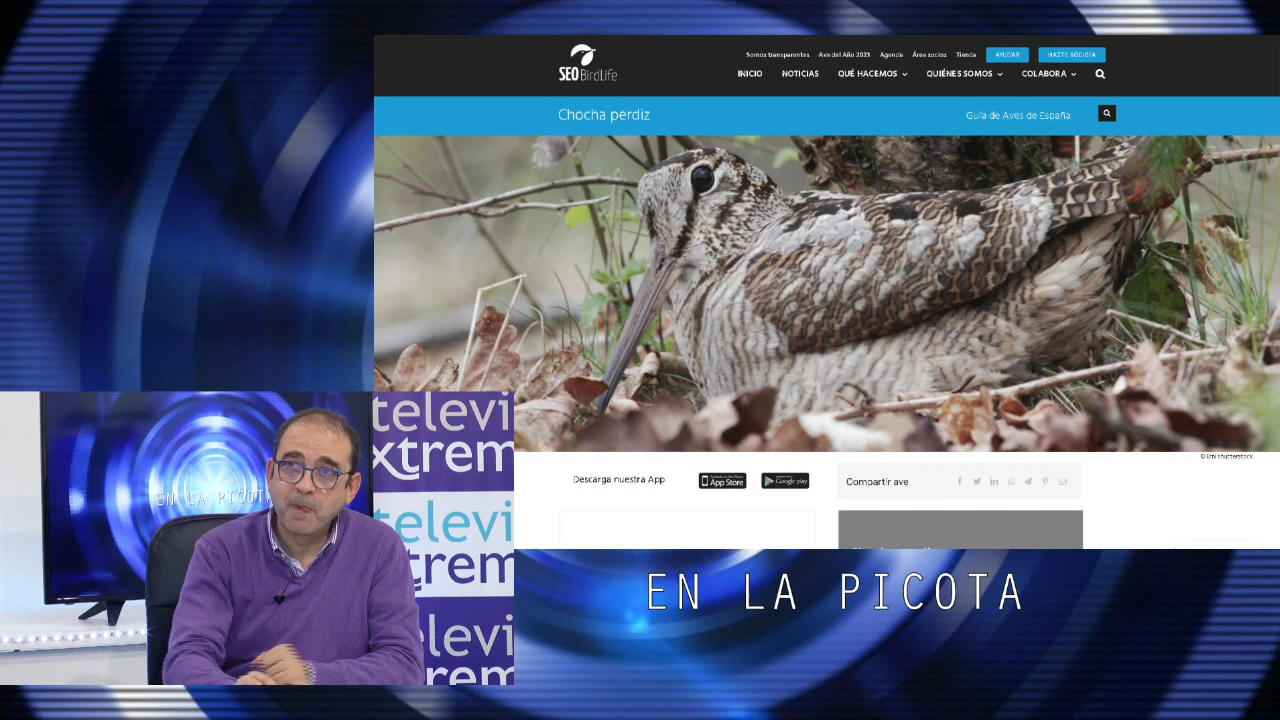 Somos transparentes Ave del Año 2023 Agenda Área socios Tienda AYUDAR HAZTE SOCIO/A
SEO BirdLife
INICIO NOTICIAS QUÉ HACEMOS QUIÉNES SOMOS COLABORA
Chocha perdiz
Guía de Aves de España
© Erni shutterstock
Descarga nuestra App
App Store
Google play
Compartir ave
EN LA PICOTA
televi
xtrem
televi
xtrem
EN LA PICOTA